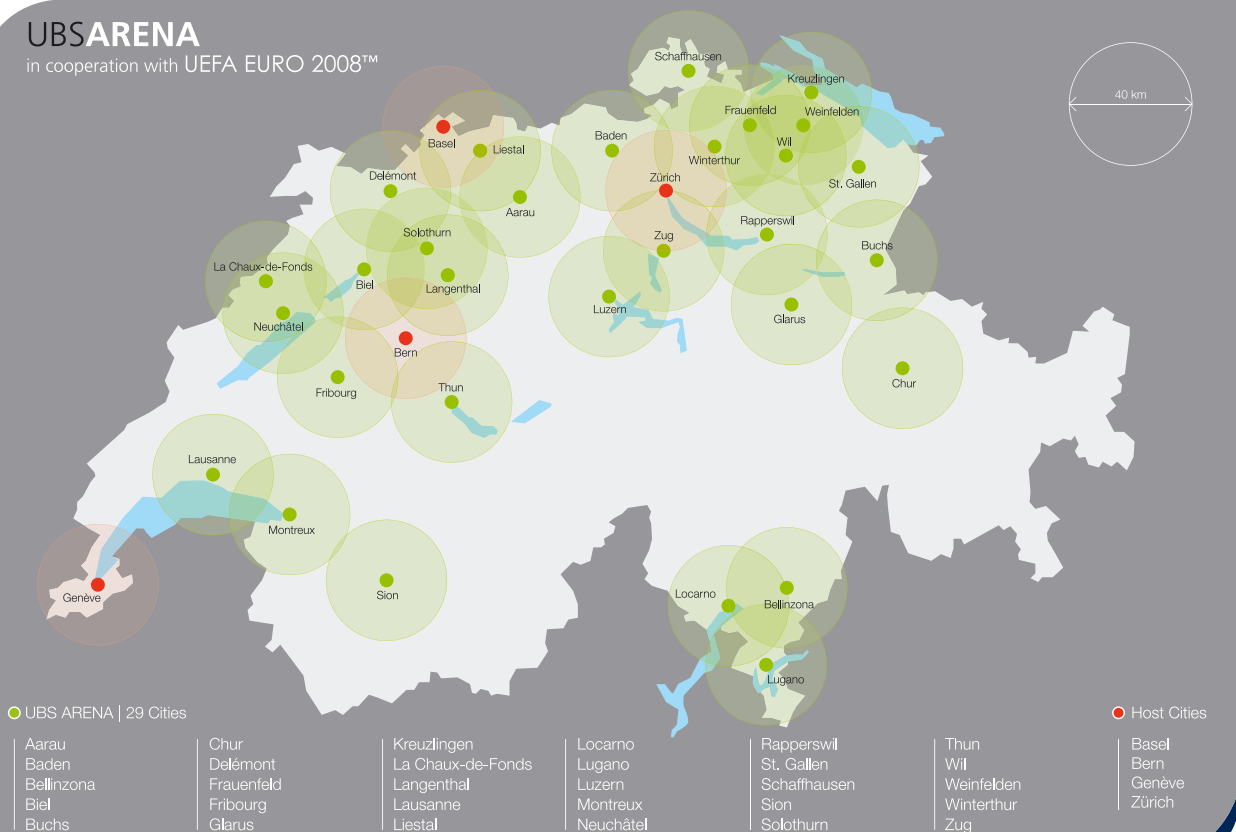 UBSARENA
in cooperation with UEFA EURO 2008™
40 km
Schaffhausen
Kreuzlingen
Frauenfeld
Weinfelden
Basel
Liestal
Baden
Winterthur
Wil
St. Gallen
Delémont
Zürich
Aarau
Rapperswil
Solothurn
Zug
Buchs
La Chaux-de-Fonds
Biel
Langenthal
Luzern
Glarus
Neuchâtel
Bern
Fribourg
Thun
Chur
Lausanne
Montreux
Genève
Sion
Locarno
Bellinzona
Lugano
UBS ARENA | 29 Cities
Aarau
Baden
Bellinzona
Biel
Buchs
Chur
Delémont
Frauenfeld
Fribourg
Glarus
Kreuzlingen
La Chaux-de-Fonds
Langenthal
Lausanne
Liestal
Locarno
Lugano
Luzern
Montreux
Neuchâtel
Rapperswil
St. Gallen
Schaffhausen
Sion
Solothurn
Thun
Wil
Weinfelden
Winterthur
Zug
Host Cities
Basel
Bern
Genève
Zürich